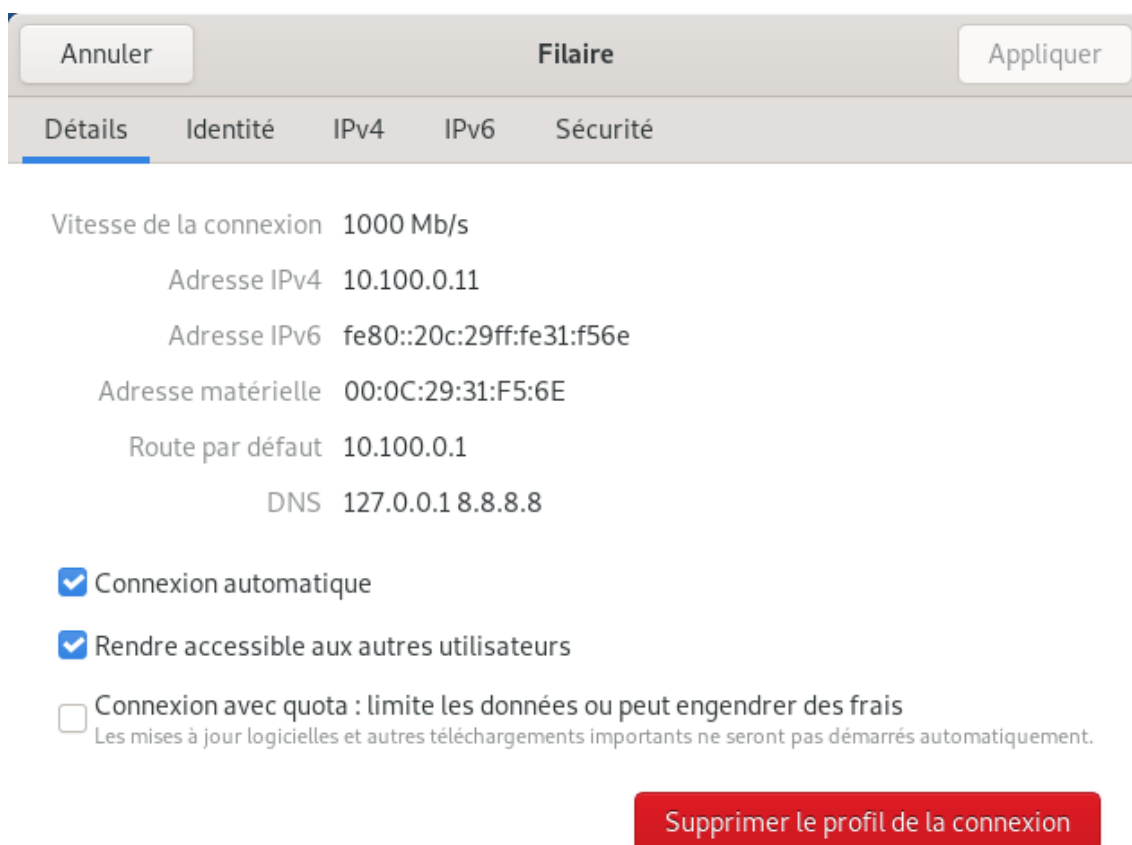 Annuler Filaire Appliquer
Détails Identité IPv4 IPv6 Sécurité
Vitesse de la connexion 1000 Mb/s
Adresse IPv4 10.100.0.11
Adresse IPv6 fe80::20c:29ff:fe31:f56e
Adresse matérielle 00:0C:29:31:F5:6E
Route par défaut 10.100.0.1
DNS 127.0.0.1 8.8.8.8
Connexion automatique
Rendre accessible aux autres utilisateurs
Connexion avec quota : limite les données ou peut engendrer des frais
Les mises à jour logicielles et autres téléchargements importants ne seront pas démarrés automatiquement.
Supprimer le profil de la connexion